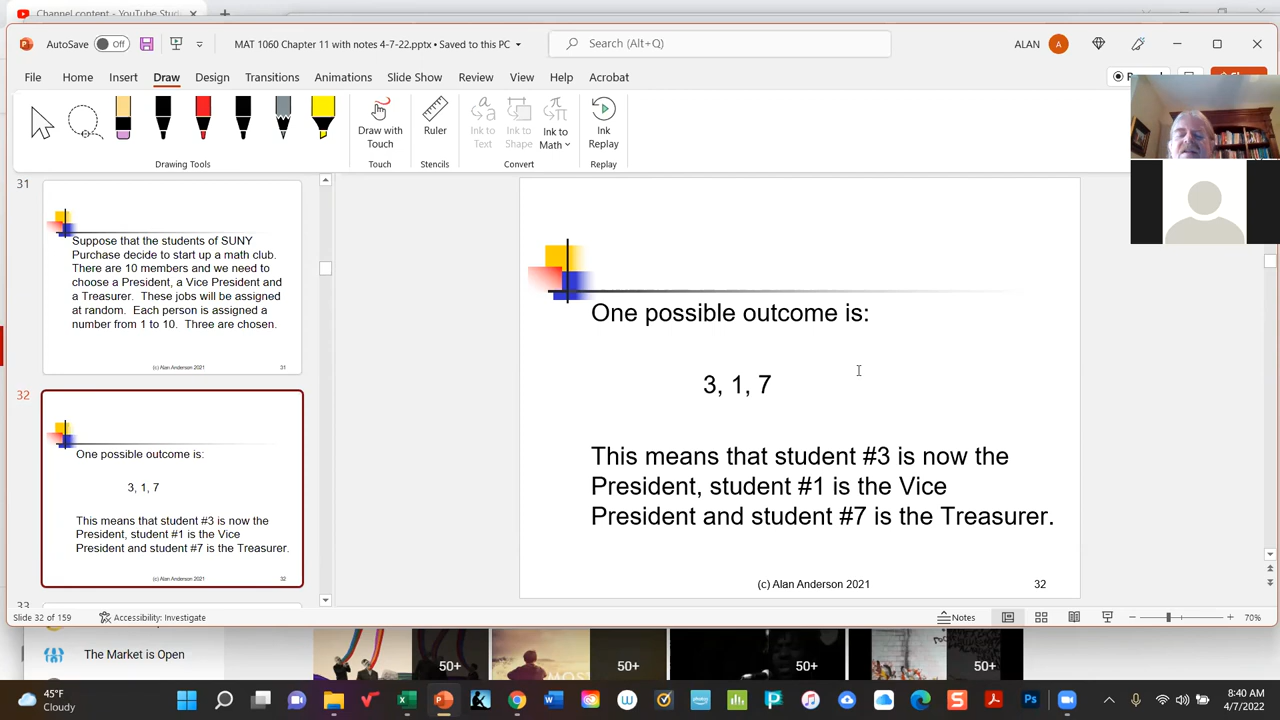 Channel content - YouTube Stud
AutoSave Off
MAT 1060 Chapter 11 with notes 4-7-22.pptx • Saved to this PC
Search (Alt+Q)
ALAN A
File Home Insert Draw Design Transitions Animations Slide Show Review View Help Acrobat
Draw with
Touch
Ruler
Ink to
Text
Ink to
Shape
Ink to
Math
Ink
Replay
Drawing Tools Touch Stencils Convert Replay
31
Suppose that the students of SUNY
Purchase decide to start up a math club.
There are 10 members and we need to
choose a President, a Vice President and
a Treasurer. These jobs will be assigned
at random. Each person is assigned a
number from 1 to 10. Three are chosen.
(c) Alan Anderson 2021 31
32
One possible outcome is:
3, 1, 7
This means that student #3 is now the
President, student #1 is the Vice
President and student #7 is the Treasurer.
(c) Alan Anderson 2021 32
33
One possible outcome is:
3, 1, 7
This means that student #3 is now the
President, student #1 is the Vice
President and student #7 is the Treasurer.
(c) Alan Anderson 2021 32
Slide 32 of 159 Accessibility: Investigate Notes 70%
The Market is Open
50+ 50+ 50+ 50+
45°F
Cloudy
8:40 AM
4/7/2022